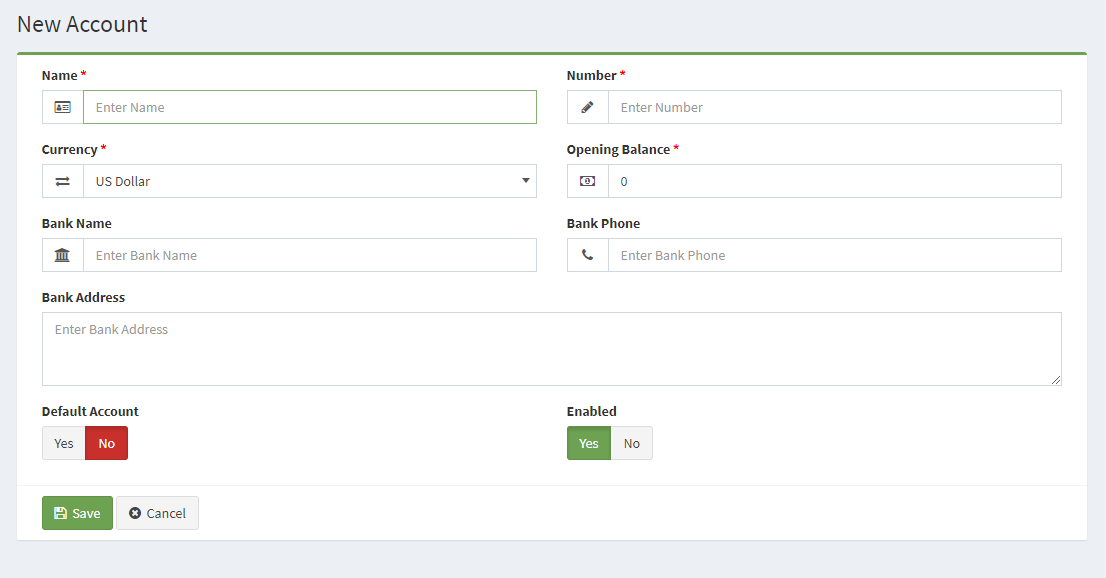 New Account
Name * Number *
Enter Name Enter Number
Currency * Opening Balance *
US Dollar 0
Bank Name Bank Phone
Enter Bank Name Enter Bank Phone
Bank Address
Enter Bank Address
Default Account Enabled
Yes No Yes No
Save Cancel